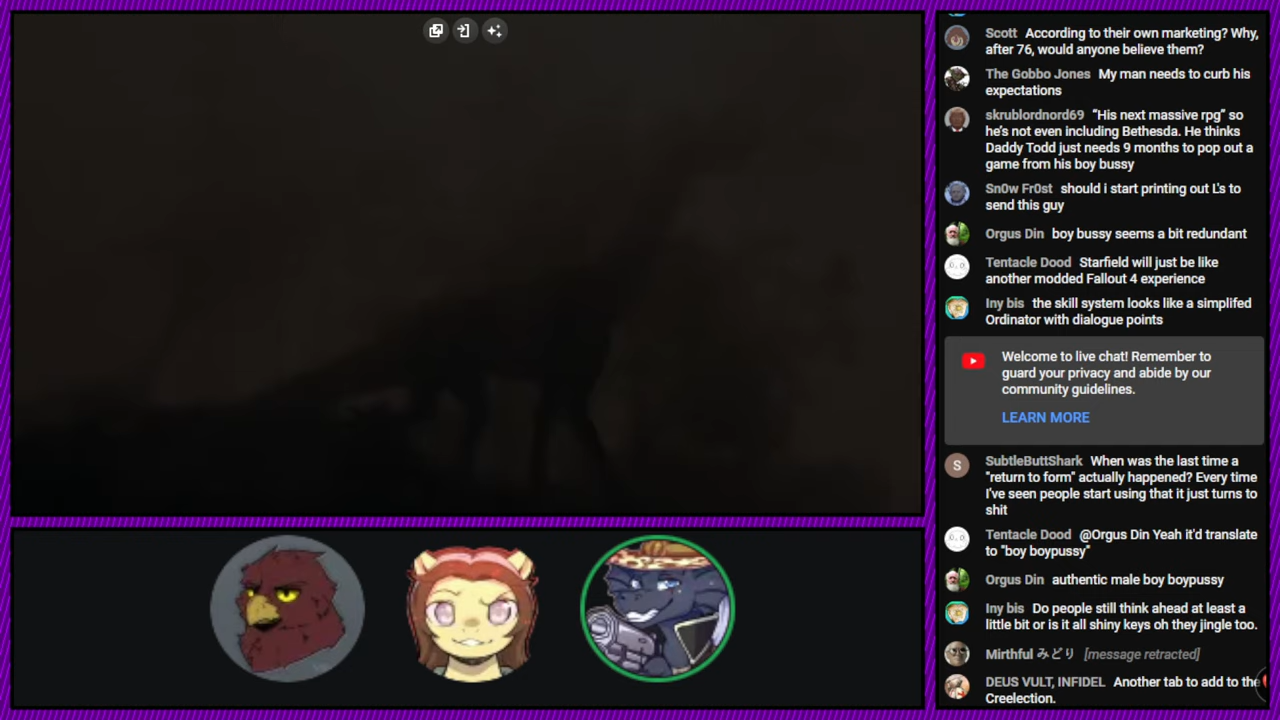 Scott According to their own marketing? Why,
after 76, would anyone believe them?
The Gobbo Jones My man needs to curb his
expectations
skrublordnord69 “His next massive rpg” so
he's not even including Bethesda. He thinks
Daddy Todd just needs 9 months to pop out a
game from his boy bussy
Sn0w Fr0st should i start printing out L's to
send this guy
Orgus Din boy bussy seems a bit redundant
Tentacle Dood Starfield will just be like
another modded Fallout 4 experience
Iny bis the skill system looks like a simplifed
Ordinator with dialogue points
Welcome to live chat! Remember to
guard your privacy and abide by our
community guidelines.
LEARN MORE
S
SubtleButtShark When was the last time a
"return to form" actually happened? Every time
I've seen people start using that it just turns to
shit
Tentacle Dood @Orgus Din Yeah it'd translate
to "boy boypussy"
Orgus Din authentic male boy boypussy
Iny bis Do people still think ahead at least a
little bit or is it all shiny keys oh they jingle too.
Mirthful みどり [message retracted]
DEUS VULT, INFIDEL Another tab to add to the
Creelection.